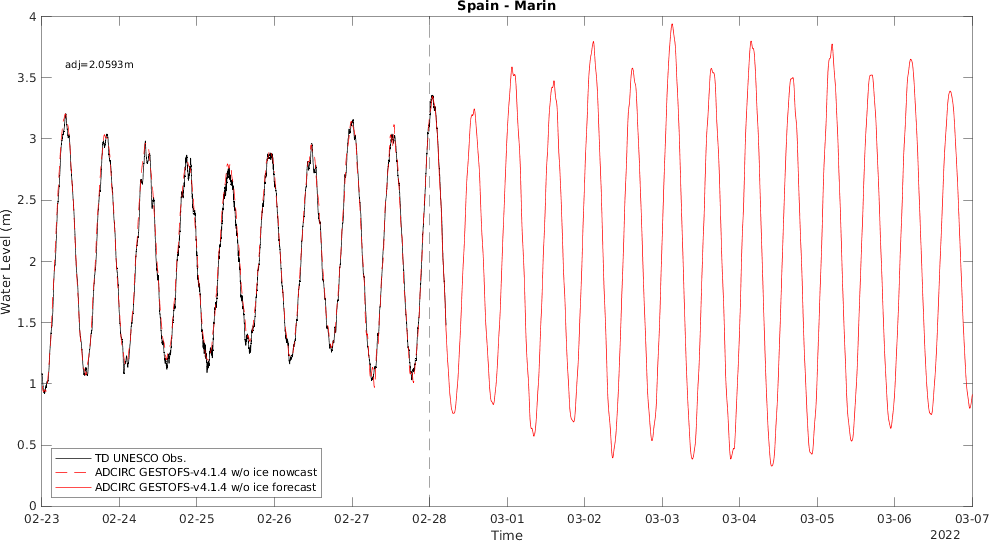 Spain - Marin
adj=2.0593m
Water Level (m)
4
3.5
3
2.5
2
1.5
1
0.5
0
TD UNESCO Obs.
ADCIRC GESTOFS-v4.1.4 w/o ice nowcast
ADCIRC GESTOFS-v4.1.4 w/o ice forecast
02-23 02-24 02-25 02-26 02-27 02-28 03-01 03-02 03-03 03-04 03-05 03-06 03-07
Time
2022